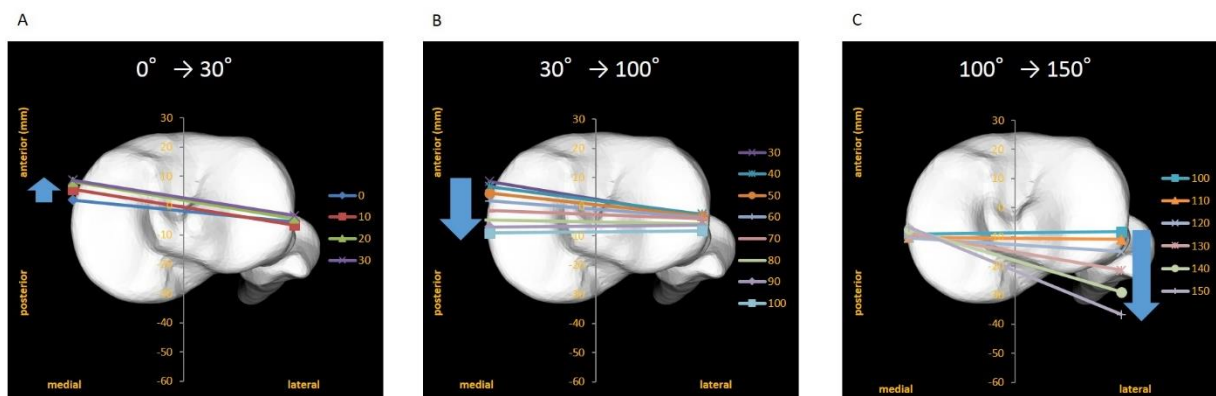 A
0° → 30°
anterior (mm)
posterior
30
20
10
0
-10
-20
-30
-40
-50
-60
medial
lateral
0
10
20
30
B
30° → 100°
anterior (mm)
posterior
30
20
10
0
-10
-20
-30
-40
-50
-60
medial
lateral
30
40
50
60
70
80
90
100
C
100° → 150°
anterior (mm)
posterior
30
20
10
0
-10
-20
-30
-40
-50
-60
medial
lateral
100
110
120
130
140
150